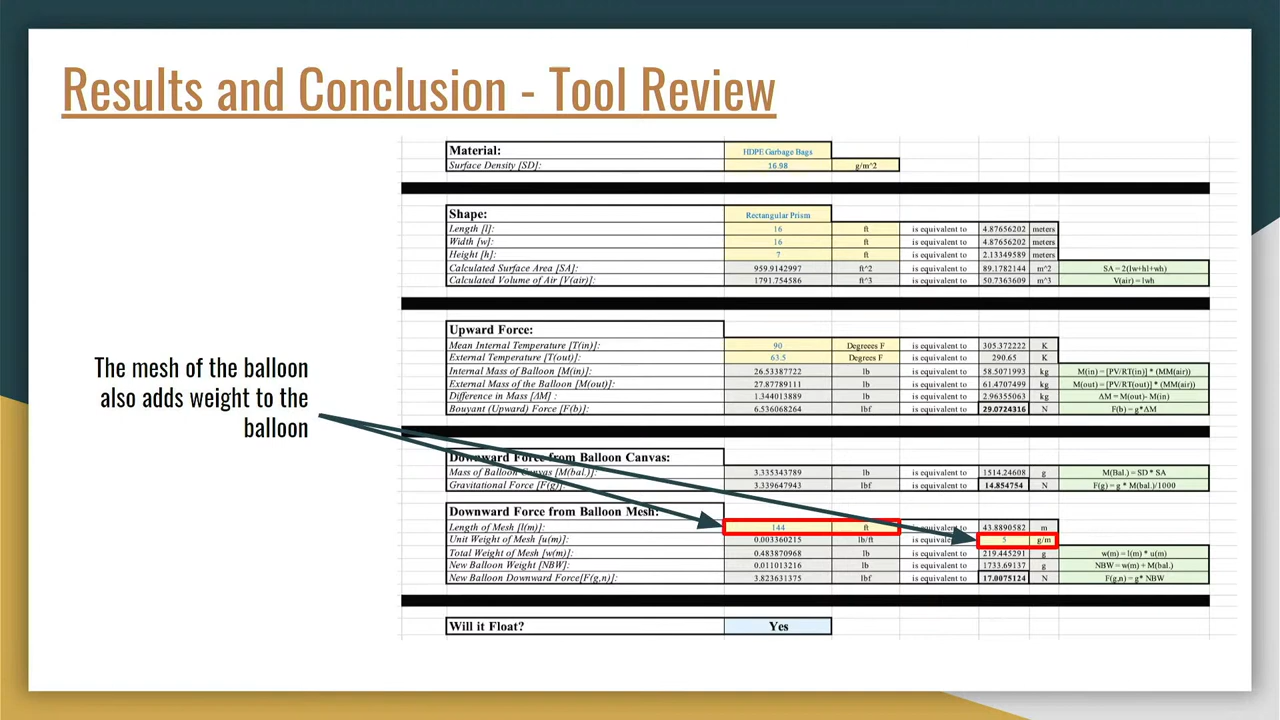 Results and Conclusion - Tool Review
Material: HDPE Garbage Bags
Surface Density [SD]: 16.98 g/m^2
Shape: Rectangular Prism
Length [l]: 16 ft is equivalent to 4.87656202 meters
Width [w]: 16 ft is equivalent to 4.87656202 meters
Height [h]: 7 ft is equivalent to 2.13349589 meters
Calculated Surface Area [SA]: 959.9142997 ft^2 is equivalent to 89.1782144 m^2 SA = 2(lw+hl+wh)
Calculated Volume of Air [V(air)]: 1791.754586 ft^3 is equivalent to 50.7363609 m^3 V(air) = lwh
Upward Force:
Mean Internal Temperature [T(in)]: 90 Degreees F is equivalent to 305.372222 K
External Temperature [T(out)]: 63.5 Degrees F is equivalent to 290.65 K
Internal Mass of Balloon [M(in)]: 26.53387722 lb is equivalent to 58.5071993 kg M(in) = [PV/RT(in)] * (MM(air))
External Mass of the Balloon [M(out)]: 27.87789111 lb is equivalent to 61.4707499 kg M(out) = [PV/RT(out)] * (MM(air))
Difference in Mass [ΔM] : 1.344013889 lb is equivalent to 2.96355063 kg ΔM = M(out)- M(in)
Bouyant (Upward) Force [F(b)]: 6.536068264 lbf is equivalent to 29.0724316 N F(b) = g*ΔM
The mesh of the balloon
also adds weight to the
balloon
Downward Force from Balloon Canvas:
Mass of Balloon Canvas [M(bal.)]: 3.335343789 lb is equivalent to 1514.24608 g M(Bal.) = SD * SA
Gravitational Force [F(g)]: 3.339647943 lbf is equivalent to 14.854754 N F(g) = g * M(bal.)/1000
Downward Force from Balloon Mesh:
Length of Mesh [l(m)]: 144 ft is equivalent to 43.8890582 m
Unit Weight of Mesh [u(m)]: 0.003360215 lb/ft is equivalent to 5 g/m
Total Weight of Mesh [w(m)]: 0.483870968 lb is equivalent to 219.445291 g w(m) = l(m) * u(m)
New Balloon Weight [NBW]: 0.011013216 lb is equivalent to 1733.69137 g NBW = w(m) + M(bal.)
New Balloon Downward Force[F(g,n)]: 3.823631375 lbf is equivalent to 17.0075124 N F(g,n) = g* NBW
Will it Float? Yes